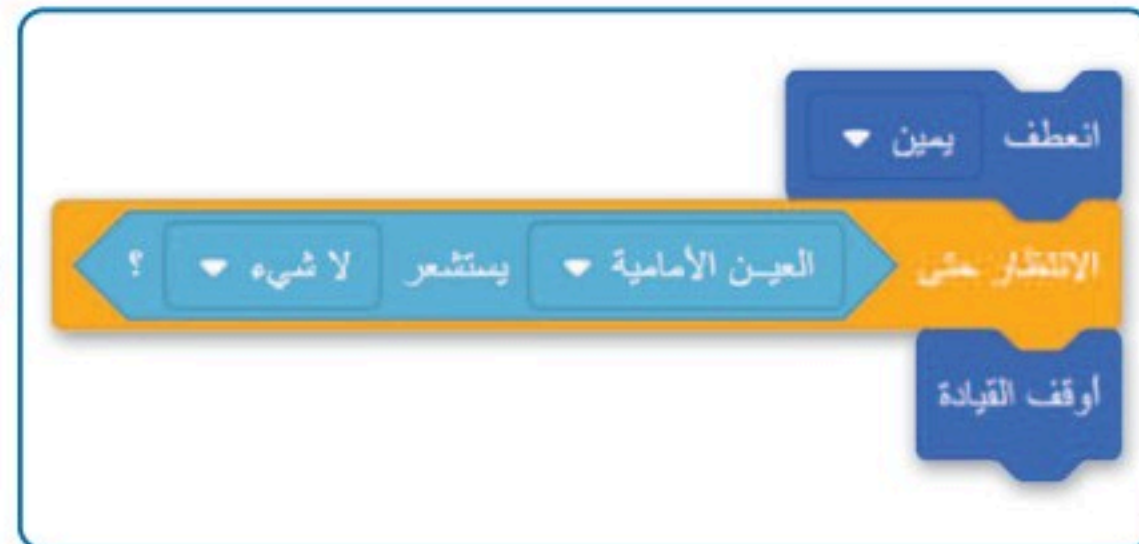 انعطف يمين
الانتظار حتى العين الأمامية يستشعر لا شيء ؟
أوقف القيادة